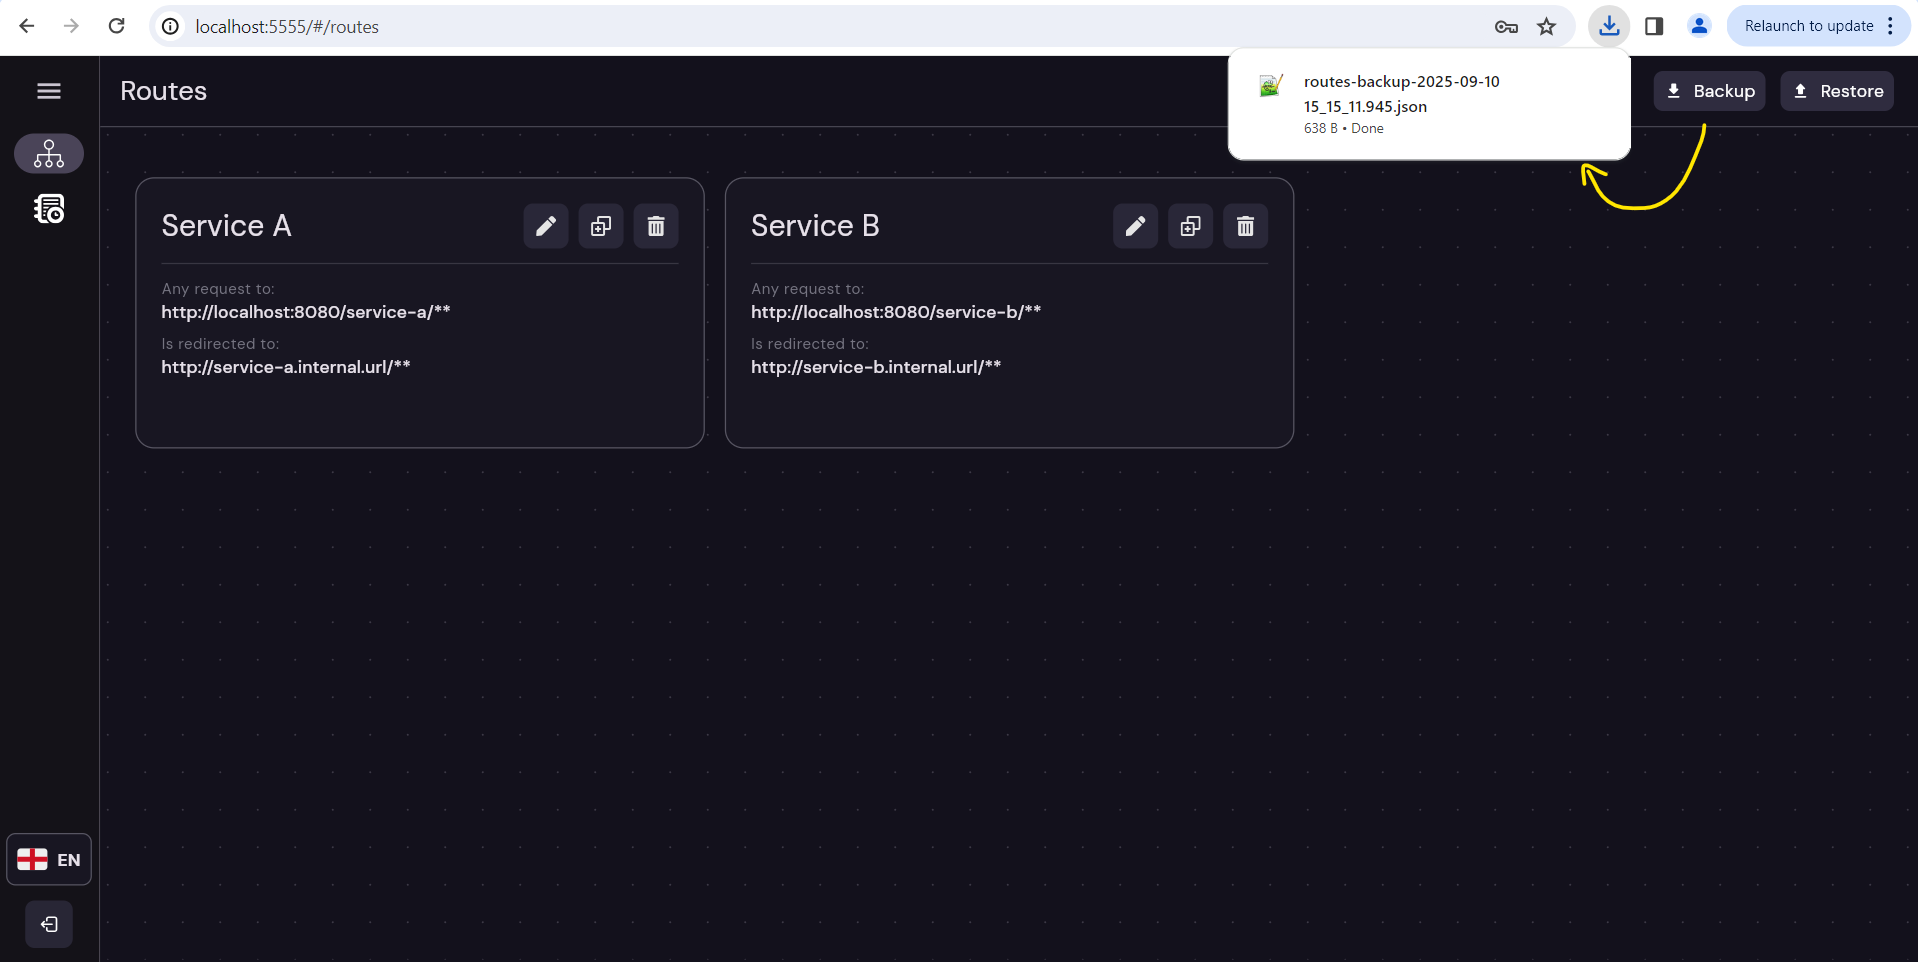 localhost:5555/#/routes
Relaunch to update
routes-backup-2025-09-10
15_15_11.945.json
638 B • Done
Routes
Backup
Restore
Service A
Any request to:
http://localhost:8080/service-a/**
Is redirected to:
http://service-a.internal.url/**
Service B
Any request to:
http://localhost:8080/service-b/**
Is redirected to:
http://service-b.internal.url/**
EN